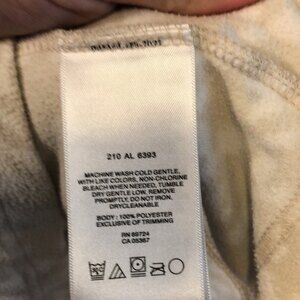 210 AL 6393
MACHINE WASH COLD GENTLE,
WITH LIKE COLORS, NON-CHLORINE
BLEACH WHEN NEEDED, TUMBLE
DRY GENTLE LOW, REMOVE
PROMPTLY, DO NOT IRON,
DRYCLEANABLE
BODY: 100% POLYESTER
EXCLUSIVE OF TRIMMING
RN 69724
CA 05367